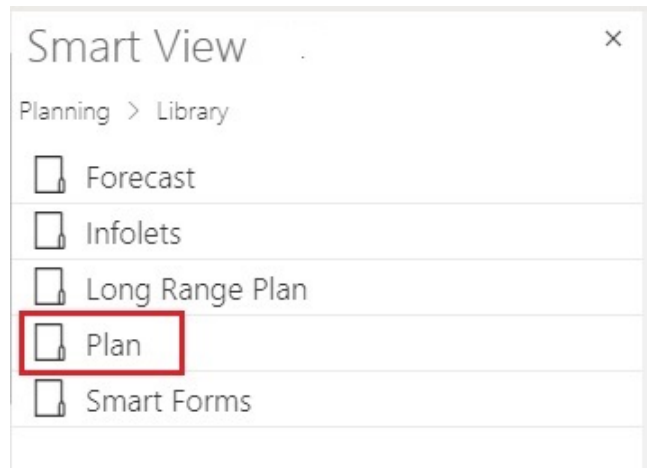 Smart View
Planning > Library
Forecast
Infolets
Long Range Plan
Plan
Smart Forms